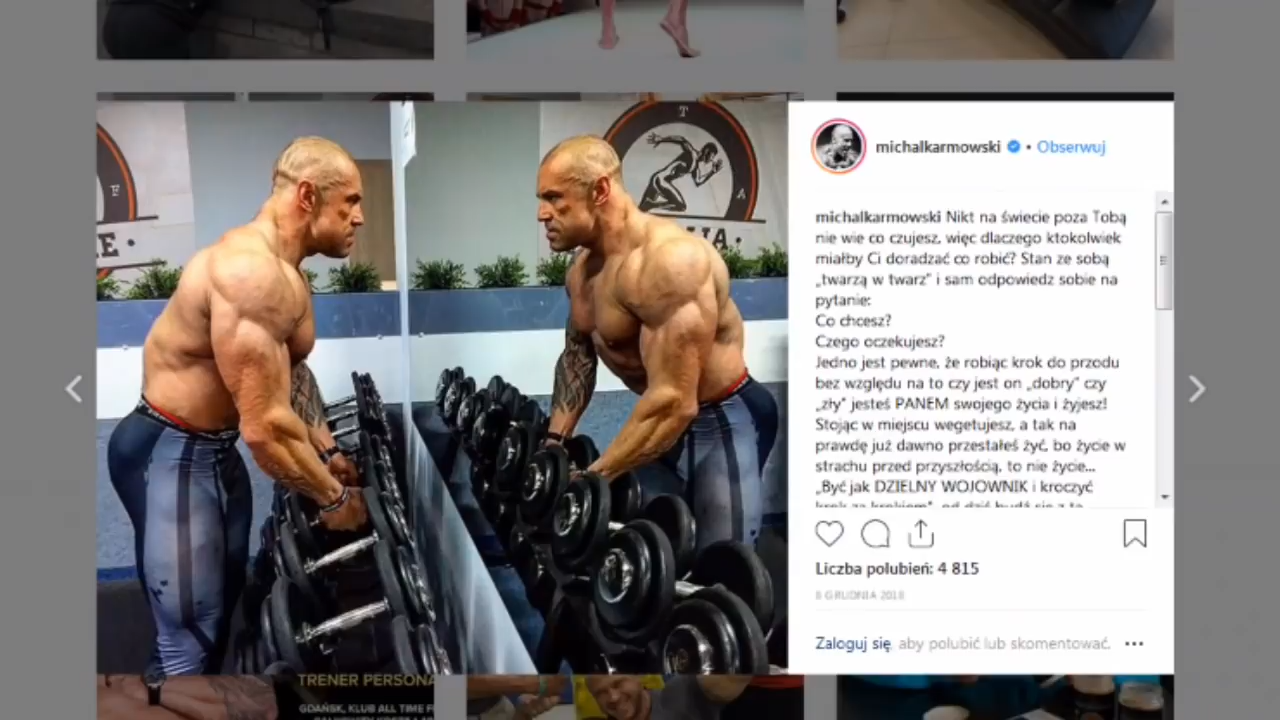 T
E
A
E
michalkarmowski • Obserwuj
michalkarmowski Nikt na świecie poza Tobą
nie wie co czujesz, więc dlaczego ktokolwiek
miałby Ci doradzać co robić? Stan ze sobą
„twarzą w twarz" i sam odpowiedz sobie na
pytanie:
Co chcesz?
Czego oczekujesz?
Jedno jest pewne, że robiąc krok do przodu
bez względu na to czy jest on „dobry" czy
„zły" jesteś PANEM swojego życia i żyjesz!
Stojąc w miejscu wegetujesz, a tak na
prawdę już dawno przestałeś żyć, bo życie w
strachu przed przyszłością, to nie życie...
„Być jak DZIELNY WOJOWNIK i kroczyć
Liczba polubień: 4 815
8 GRUDNIA 2018
Zaloguj się, aby polubić lub skomentować.
TRENER PERSONA
GDAŃSK, KLUB ALL TIME F